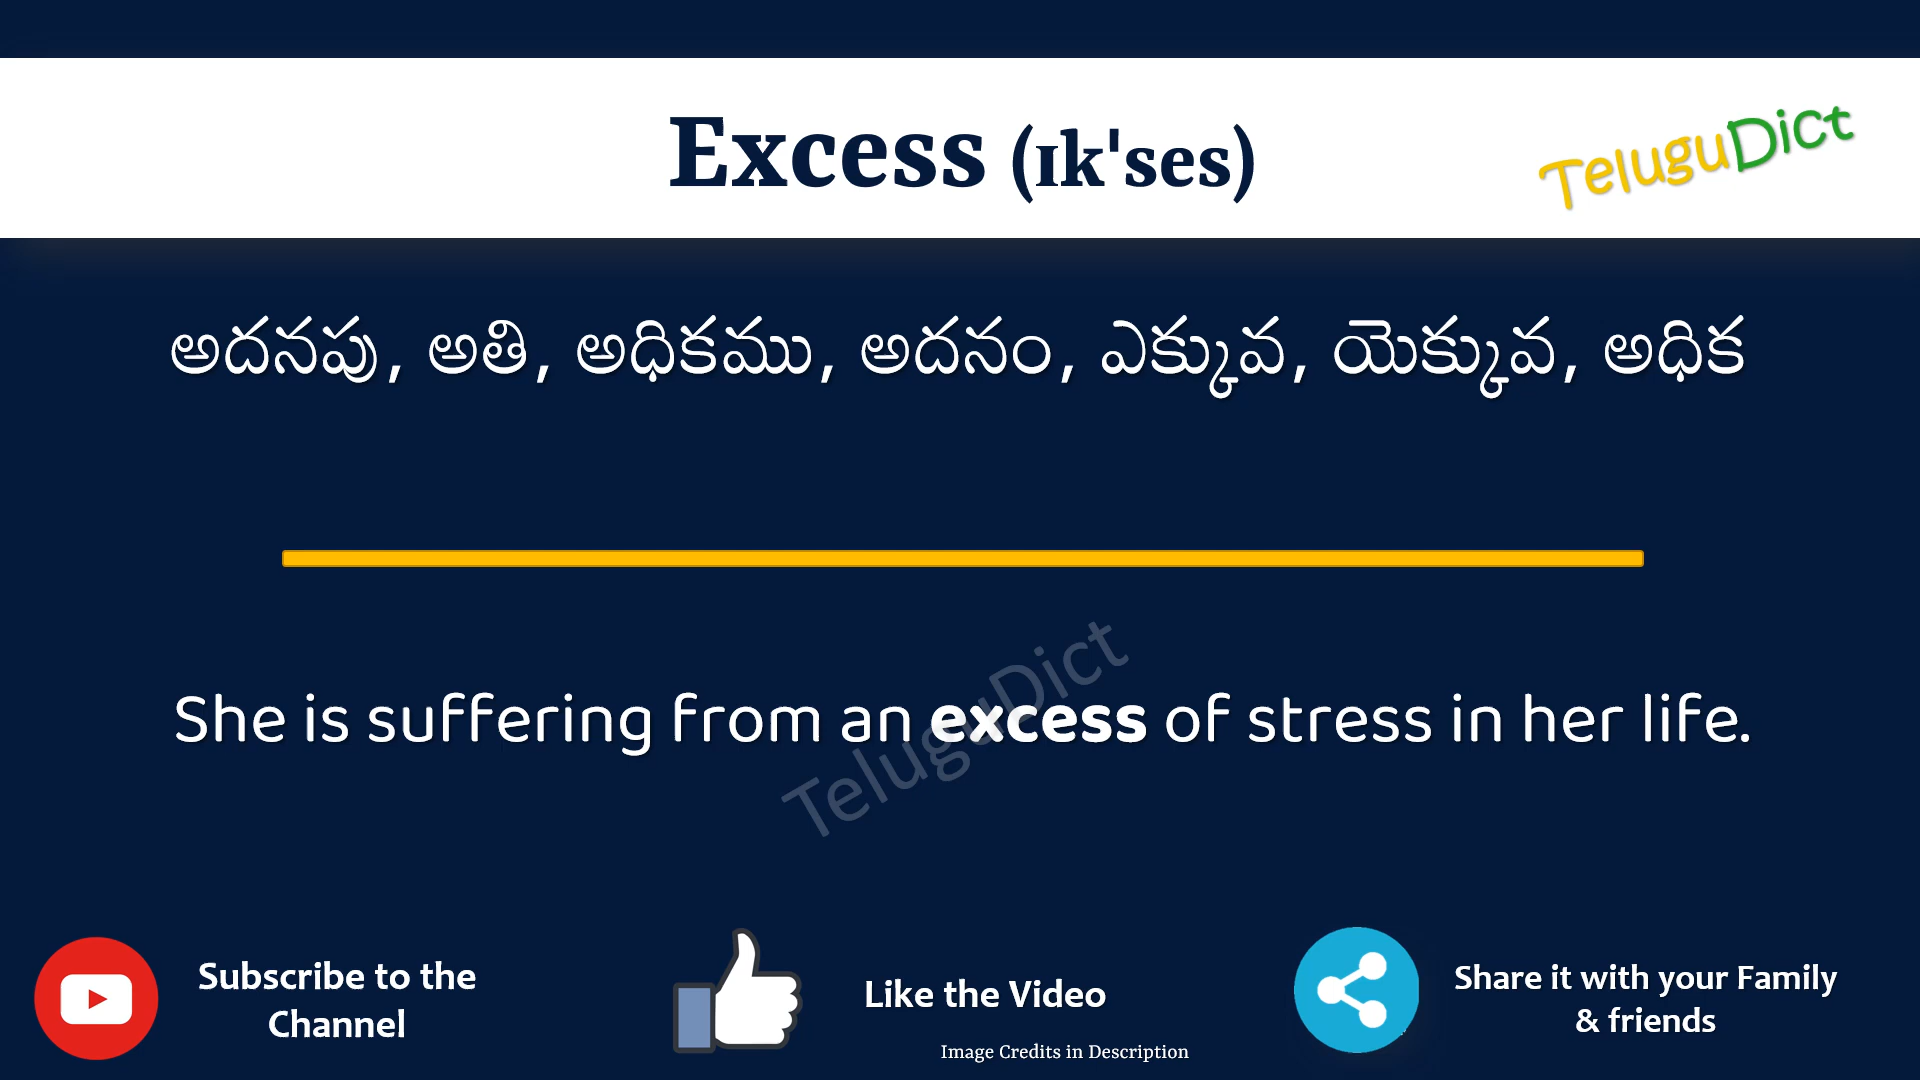 Excess (ɪk'ses)
TeluguDict
అదనపు, అతి, అధికము, అదనం, ఎక్కువ, యెక్కువ, అధిక
She is suffering from an excess of stress in her life.
TeluguDict
Subscribe to the
Channel
Like the Video
Share it with your Family
& friends
Image Credits in Description